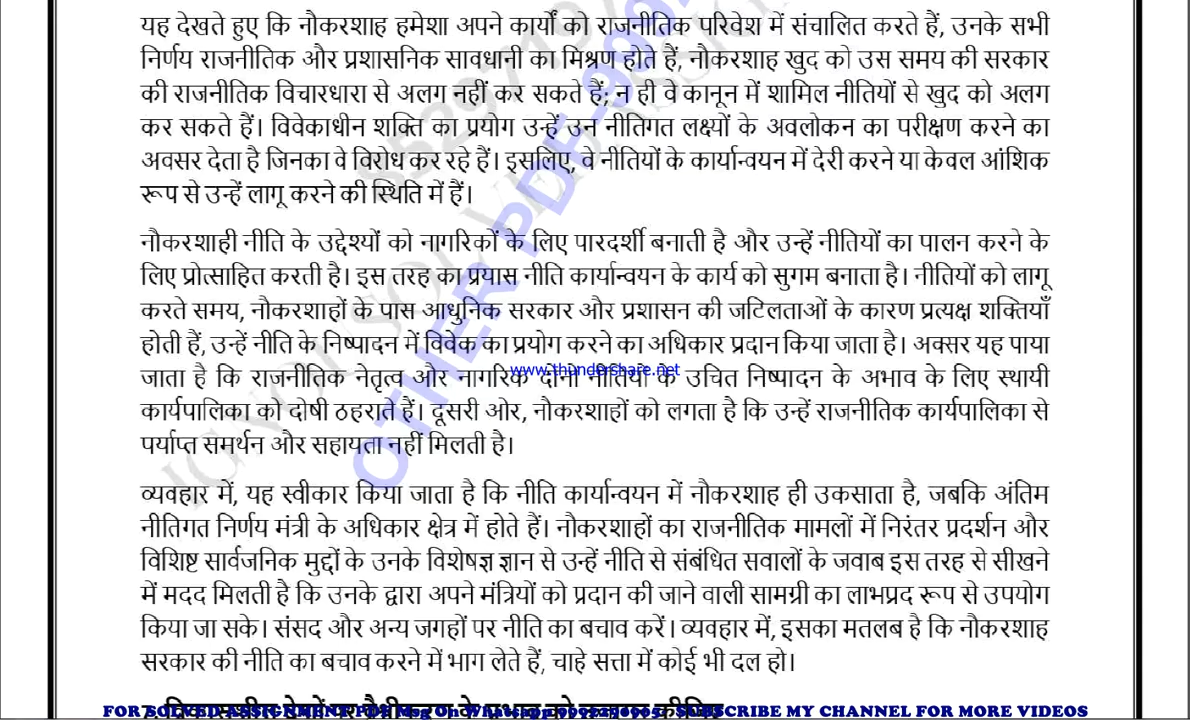 यह देखते हुए कि नौकरशाह हमेशा अपने कार्यों को राजनीतिक परिवेश में संचालित करते हैं, उनके सभी
निर्णय राजनीतिक और प्रशासनिक सावधानी का मिश्रण होते हैं, नौकरशाह खुद को उस समय की सरकार
की राजनीतिक विचारधारा से अलग नहीं कर सकते हैं; न ही वे कानून में शामिल नीतियों से खुद को अलग
कर सकते हैं। विवेकाधीन शक्ति का प्रयोग उन्हें उन नीतिगत लक्ष्यों के अवलोकन का परीक्षण करने का
अवसर देता है जिनका वे विरोध कर रहे हैं। इसलिए, वे नीतियों के कार्यान्वयन में देरी करने या केवल आंशिक
रूप से उन्हें लागू करने की स्थिति में हैं।
नौकरशाही नीति के उद्देश्यों को नागरिकों के लिए पारदर्शी बनाती है और उन्हें नीतियों का पालन करने के
लिए प्रोत्साहित करती है। इस तरह का प्रयास नीति कार्यान्वयन के कार्य को सुगम बनाता है। नीतियों को लागू
करते समय, नौकरशाहों के पास आधुनिक सरकार और प्रशासन की जटिलताओं के कारण प्रत्यक्ष शक्तियाँ
होती हैं, उन्हें नीति के निष्पादन में विवेक का प्रयोग करने का अधिकार प्रदान किया जाता है। अक्सर यह पाया
www.thundershare.net
जाता है कि राजनीतिक नेतृत्व और नागरिक दोनों नीतियों के उचित निष्पादन के अभाव के लिए स्थायी
कार्यपालिका को दोषी ठहराते हैं। दूसरी ओर, नौकरशाहों को लगता है कि उन्हें राजनीतिक कार्यपालिका से
पर्याप्त समर्थन और सहायता नहीं मिलती है।
व्यवहार में, यह स्वीकार किया जाता है कि नीति कार्यान्वयन में नौकरशाह ही उकसाता है, जबकि अंतिम
नीतिगत निर्णय मंत्री के अधिकार क्षेत्र में होते हैं। नौकरशाहों का राजनीतिक मामलों में निरंतर प्रदर्शन और
विशिष्ट सार्वजनिक मुद्दों के उनके विशेषज्ञ ज्ञान से उन्हें नीति से संबंधित सवालों के जवाब इस तरह से सीखने
में मदद मिलती है कि उनके द्वारा अपने मंत्रियों को प्रदान की जाने वाली सामग्री का लाभप्रद रूप से उपयोग
किया जा सके। संसद और अन्य जगहों पर नीति का बचाव करें। व्यवहार में, इसका मतलब है कि नौकरशाह
सरकार की नीति का बचाव करने में भाग लेते हैं, चाहे सत्ता में कोई भी दल हो।
FOR SOLVED ASSIGNMENT PDF Msg On Whatsapp SUBSCRIBE MY CHANNEL FOR MORE VIDEOS
OTHER PDF